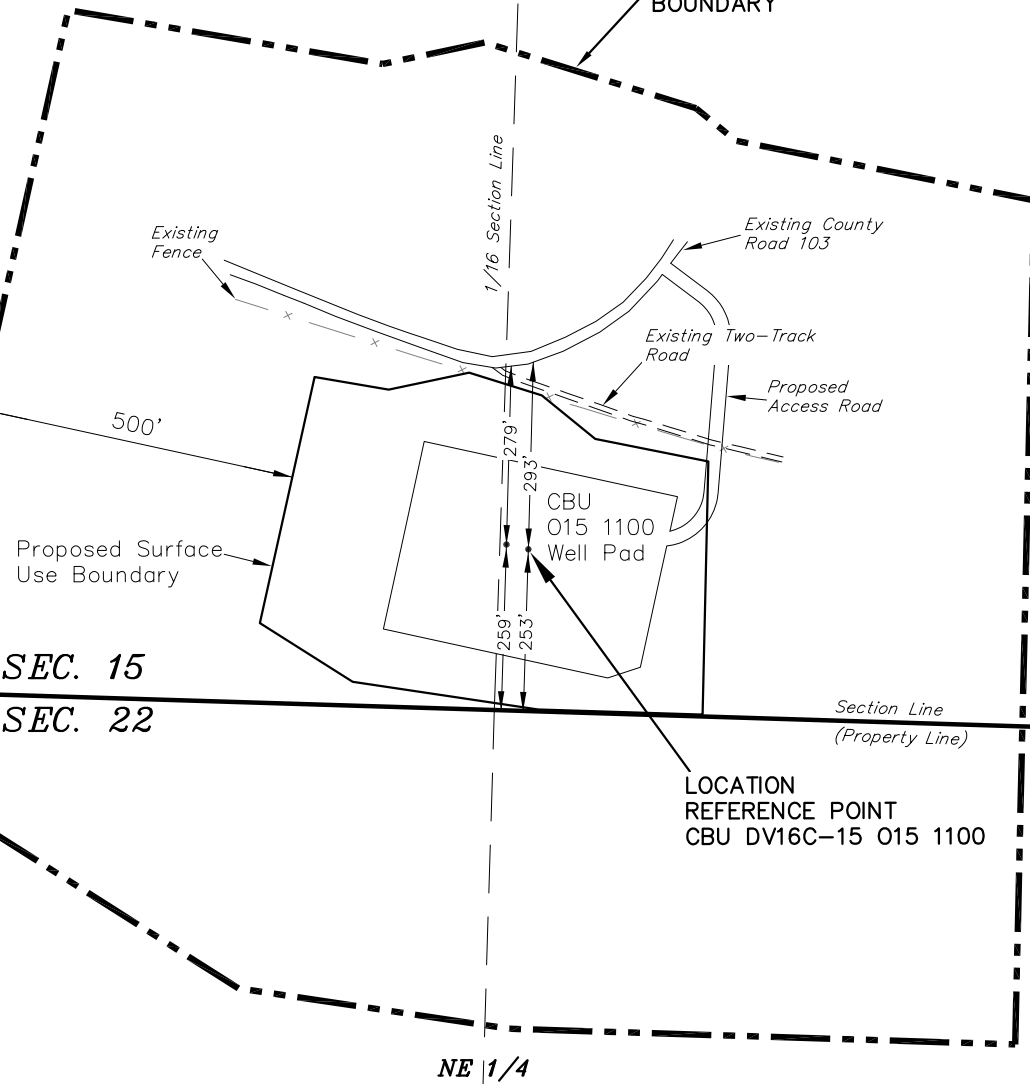 BOUNDARY
1/16 Section Line
Existing
Fence
Existing County
Road 103
Existing Two-Track
Road
Proposed
Access Road
500'
279'
293'
CBU
O15 1100
Well Pad
Proposed Surface
Use Boundary
259'
253'
SEC. 15
SEC. 22
Section Line
(Property Line)
LOCATION
REFERENCE POINT
CBU DV16C-15 O15 1100
NE 1/4